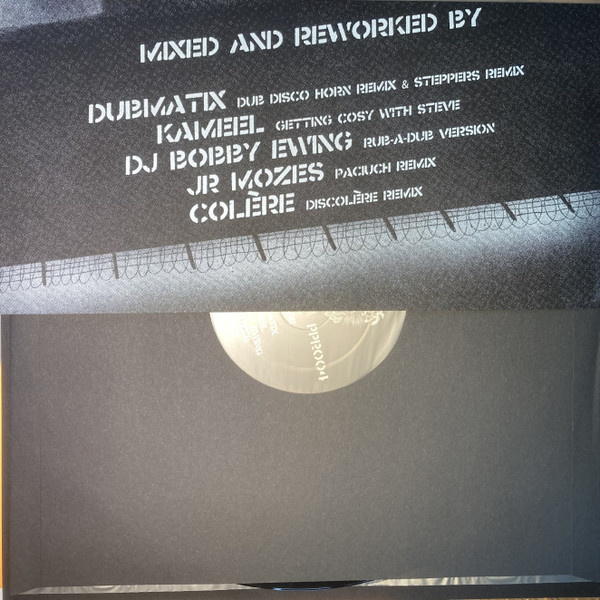 MIXED AND REWORKED BY
DUBMATIX DUB DISCO HORN REMIX & STEPPERS REMIX
KAMEEL GETTING COSY WITH STEVE
DJ BOBBY EWING RUB-A-DUB VERSION
JR MOZES PACIUCH REMIX
COLÈRE DISCOLÈRE REMIX
PPR004